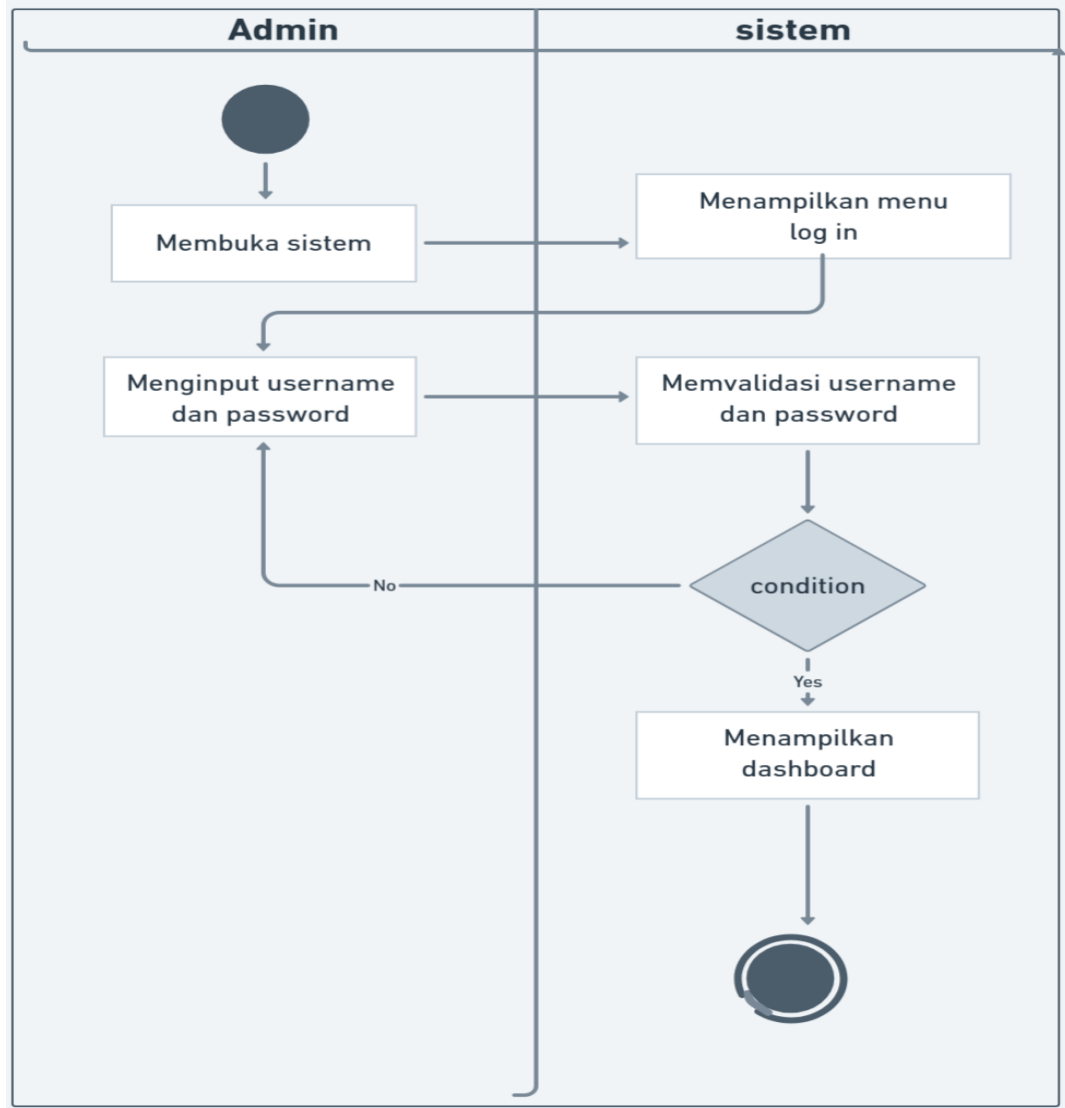 Admin
sistem
Membuka sistem
Menampilkan menu
log in
Menginput username
dan password
Memvalidasi username
dan password
condition
No
Yes
Menampilkan
dashboard